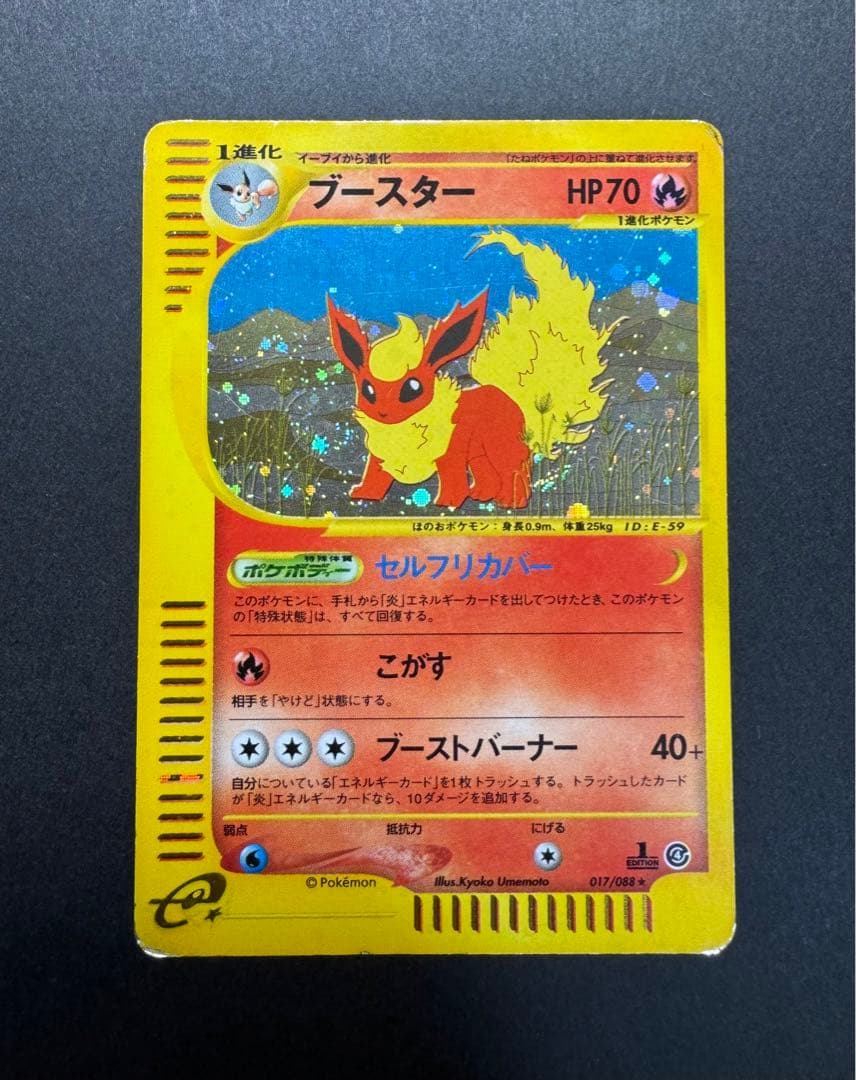 1進化
イーブイから進化
「たねポケモン」の上に重ねて進化させます。
ブースター
HP70
1進化ポケモン
ほのおポケモン：身長0.9m、体重25kg ID：E-59
特殊体質
ポケボディー
セルフリカバー
このポケモンに、手札から「炎」エネルギーカードを出してつけたとき、このポケモン
の「特殊状態」は、すべて回復する。
こがす
相手を「やけど」状態にする。
ブーストバーナー 40+
自分についている「エネルギーカード」を1枚トラッシュする。トラッシュしたカード
が「炎」エネルギーカードなら、10ダメージを追加する。
弱点 抵抗力 にげる
1
EDITION
© Pokémon
Illus.Kyoko Umemoto
017/088★
e